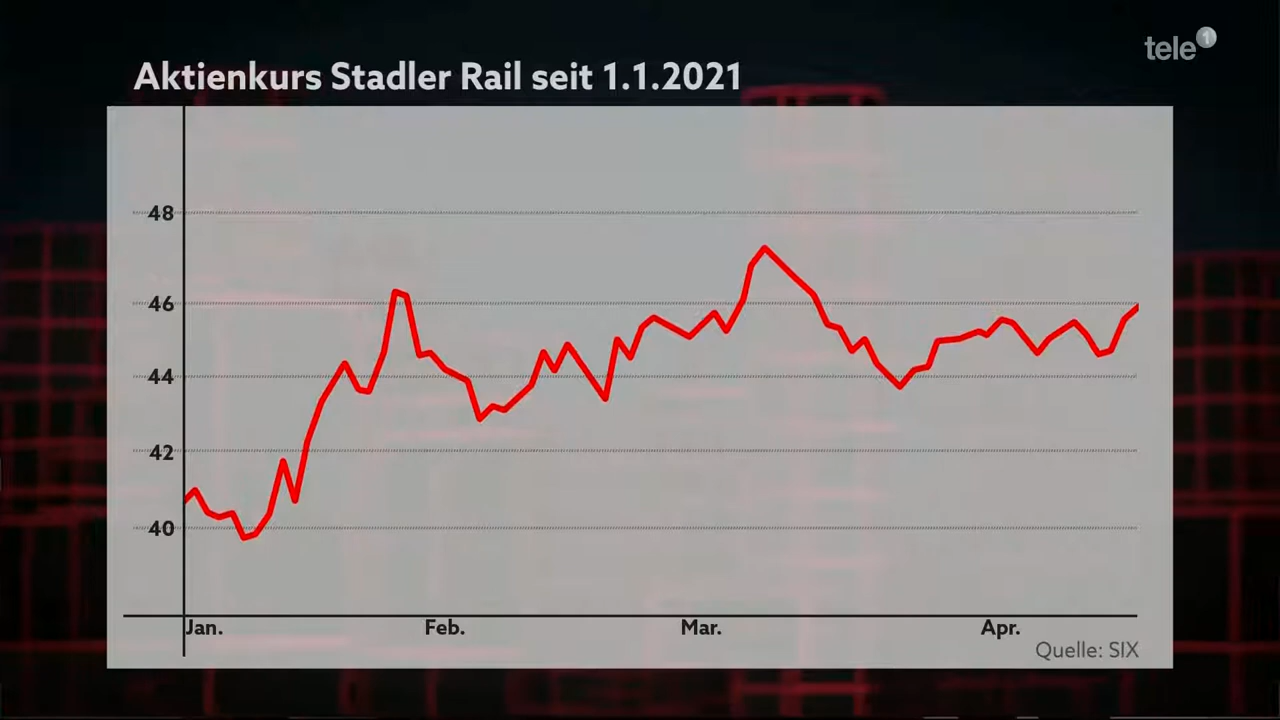 tele1
Aktienkurs Stadler Rail seit 1.1.2021
48
46
44
42
40
Jan. Feb. Mar. Apr.
Quelle: SIX